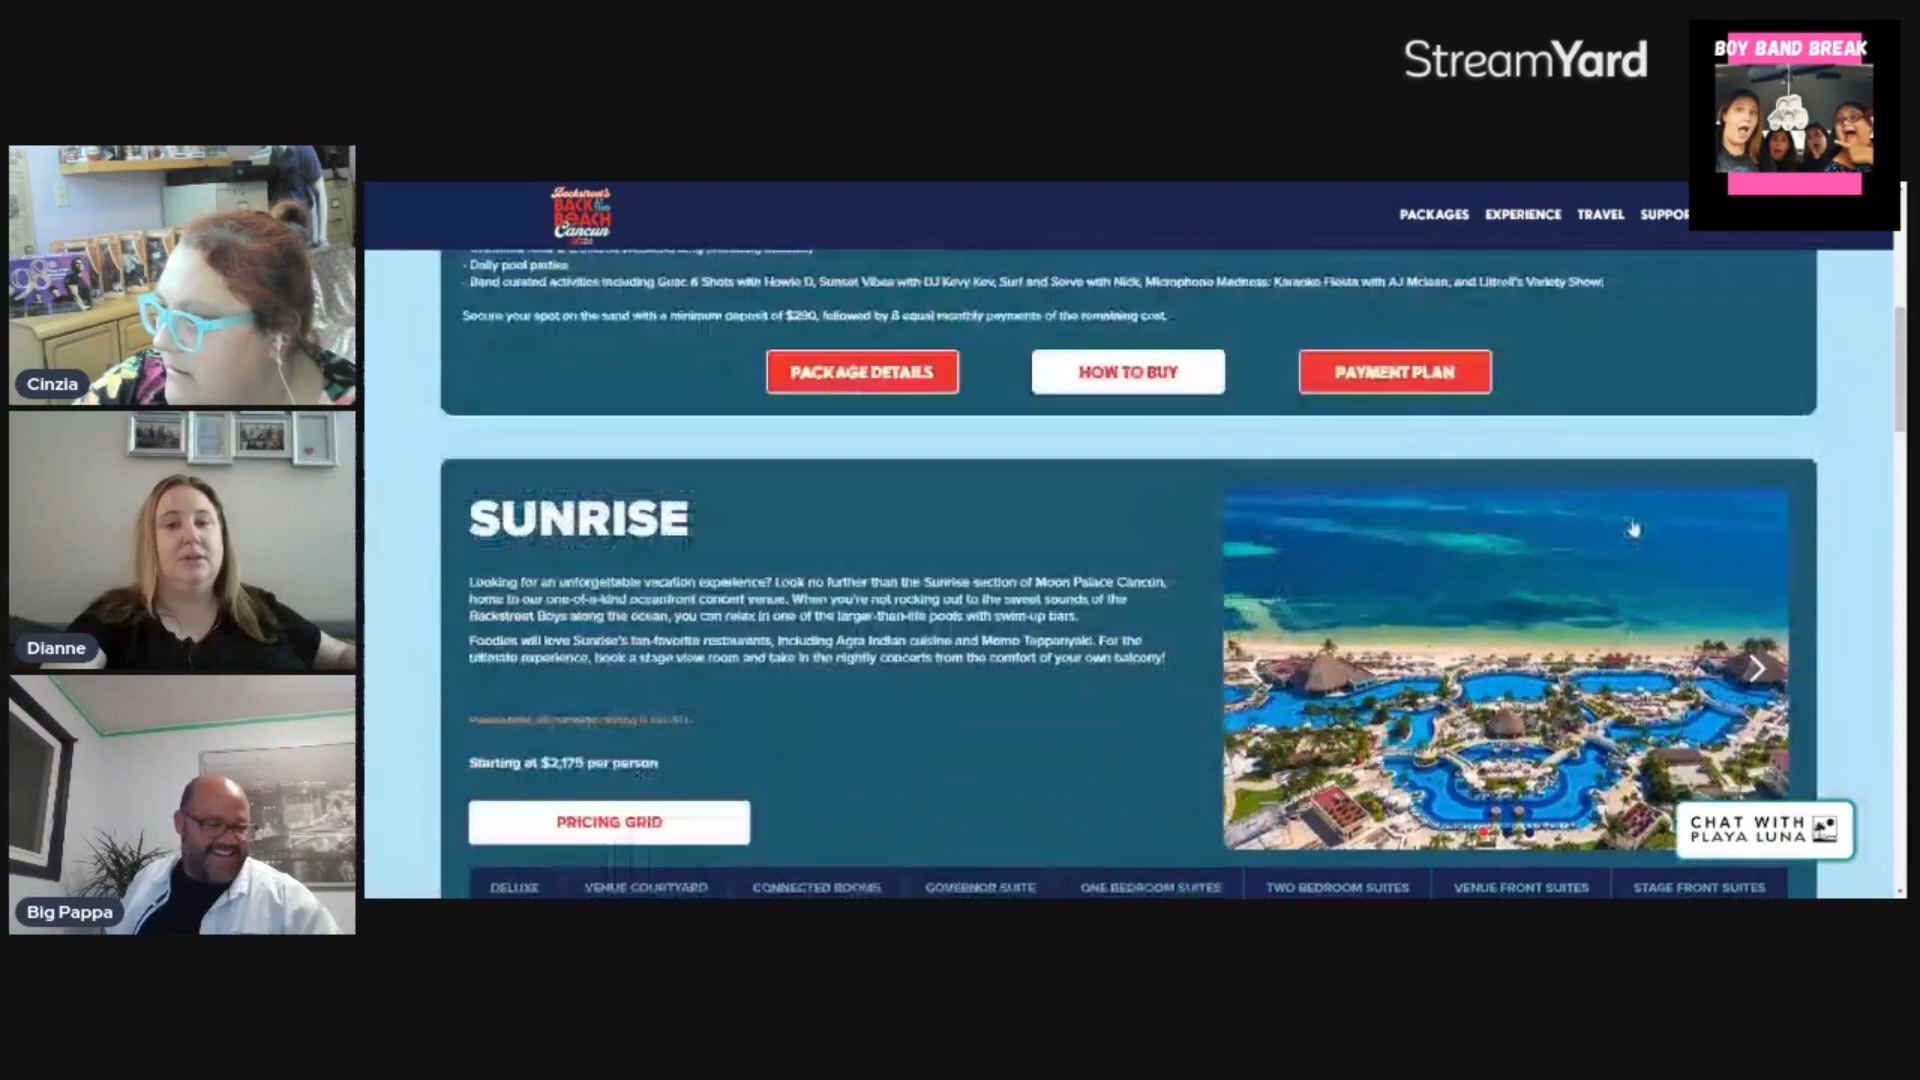 StreamYard
BOY BAND BREAK
Backstreet's
BACK AT THE
BEACH
Cancun
PACKAGES EXPERIENCE TRAVEL SUPPOR
- Daily pool parties
- Band curated activities including Guac & Shots with Howie D, Sunset Vibes with DJ Kevy Kev, Surf and Serve with Nick, Microphone Madness: Karaoke Fiesta with AJ Mclean, and Littrell's Variety Show!
Secure your spot on the sand with a minimum deposit of $290, followed by 8 equal monthly payments of the remaining cost.
PACKAGE DETAILS
HOW TO BUY
PAYMENT PLAN
SUNRISE
Looking for an unforgettable vacation experience? Look no further than the Sunrise section of Moon Palace Cancún,
home to our one-of-a-kind oceanfront concert venue. When you're not rocking out to the sweet sounds of the
Backstreet Boys along the ocean, you can relax in one of the larger-than-life pools with swim-up bars.
Foodies will love Sunrise's fan-favorite restaurants, including Agra Indian cuisine and Momo Teppanyaki. For the
ultimate experience, book a stage view room and take in the nightly concerts from the comfort of your own balcony!
Starting at $2,175 per person
PRICING GRID
CHAT WITH
PLAYA LUNA
DELUXE VENUE COURTYARD CONNECTED ROOMS GOVERNOR SUITE ONE BEDROOM SUITES TWO BEDROOM SUITES VENUE FRONT SUITES STAGE FRONT SUITES
98°
Cinzia
Dianne
Big Pappa